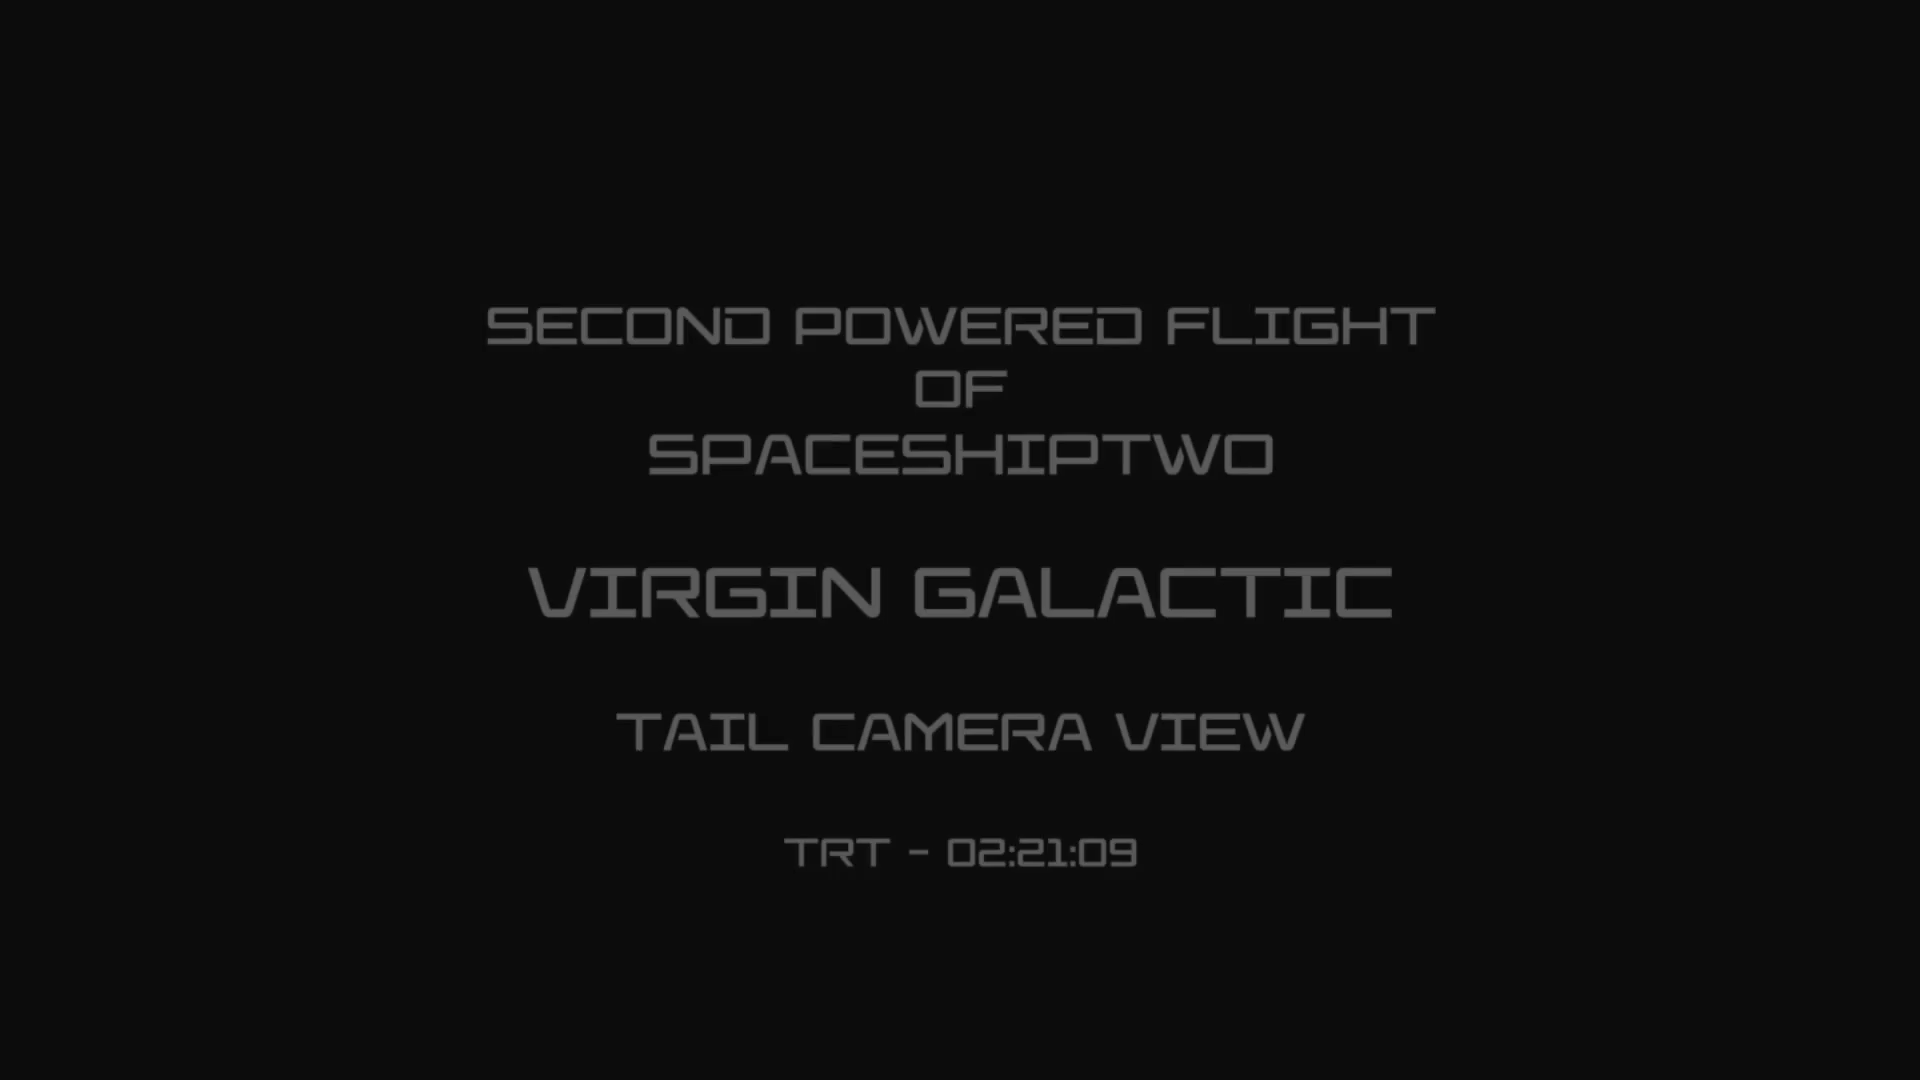 SECOND POWERED FLIGHT
OF
SPACESHIPTWO
VIRGIN GALACTIC
TAIL CAMERA VIEW
TRT - 02:21:09